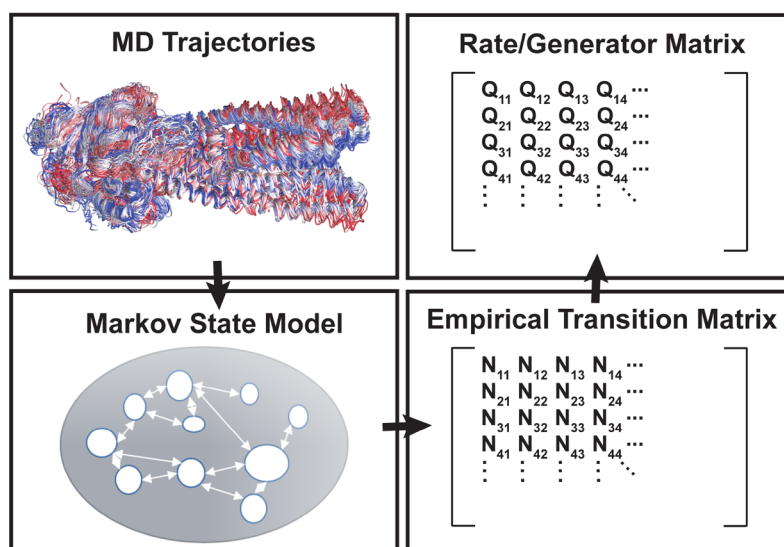 MD Trajectories
Rate/Generator Matrix
Q11 Q12 Q13 Q14 ...
Q21 Q22 Q23 Q24 ...
Q31 Q32 Q33 Q34 ...
Q41 Q42 Q43 Q44 ...
Markov State Model
Empirical Transition Matrix
N11 N12 N13 N14 ...
N21 N22 N23 N24 ...
N31 N32 N33 N34 ...
N41 N42 N43 N44 ...